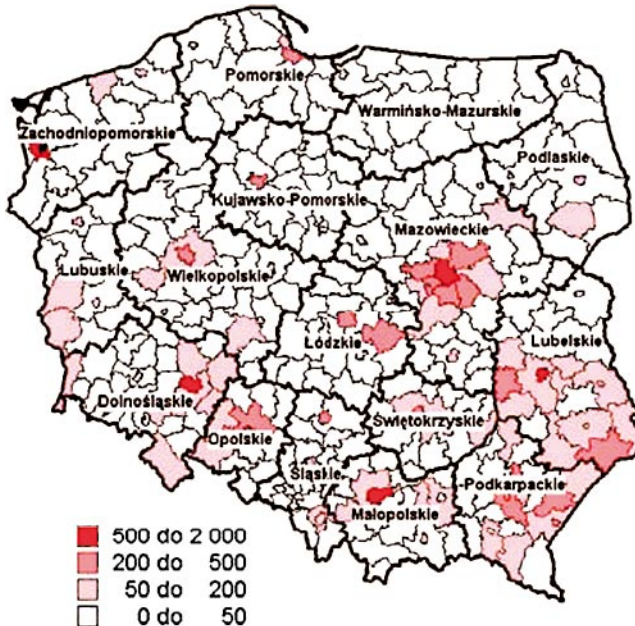 Pomorskie
Warmińsko-Mazurskie
Zachodniopomorskie
Podlaskie
Kujawsko-Pomorskie
Mazowieckie
Lubuskie
Wielkopolskie
Łódzkie
Lubelskie
Dolnośląskie
Opolskie
Świętokrzyskie
Śląskie
Podkarpackie
Małopolskie
500 do 2 000
200 do 500
50 do 200
0 do 50